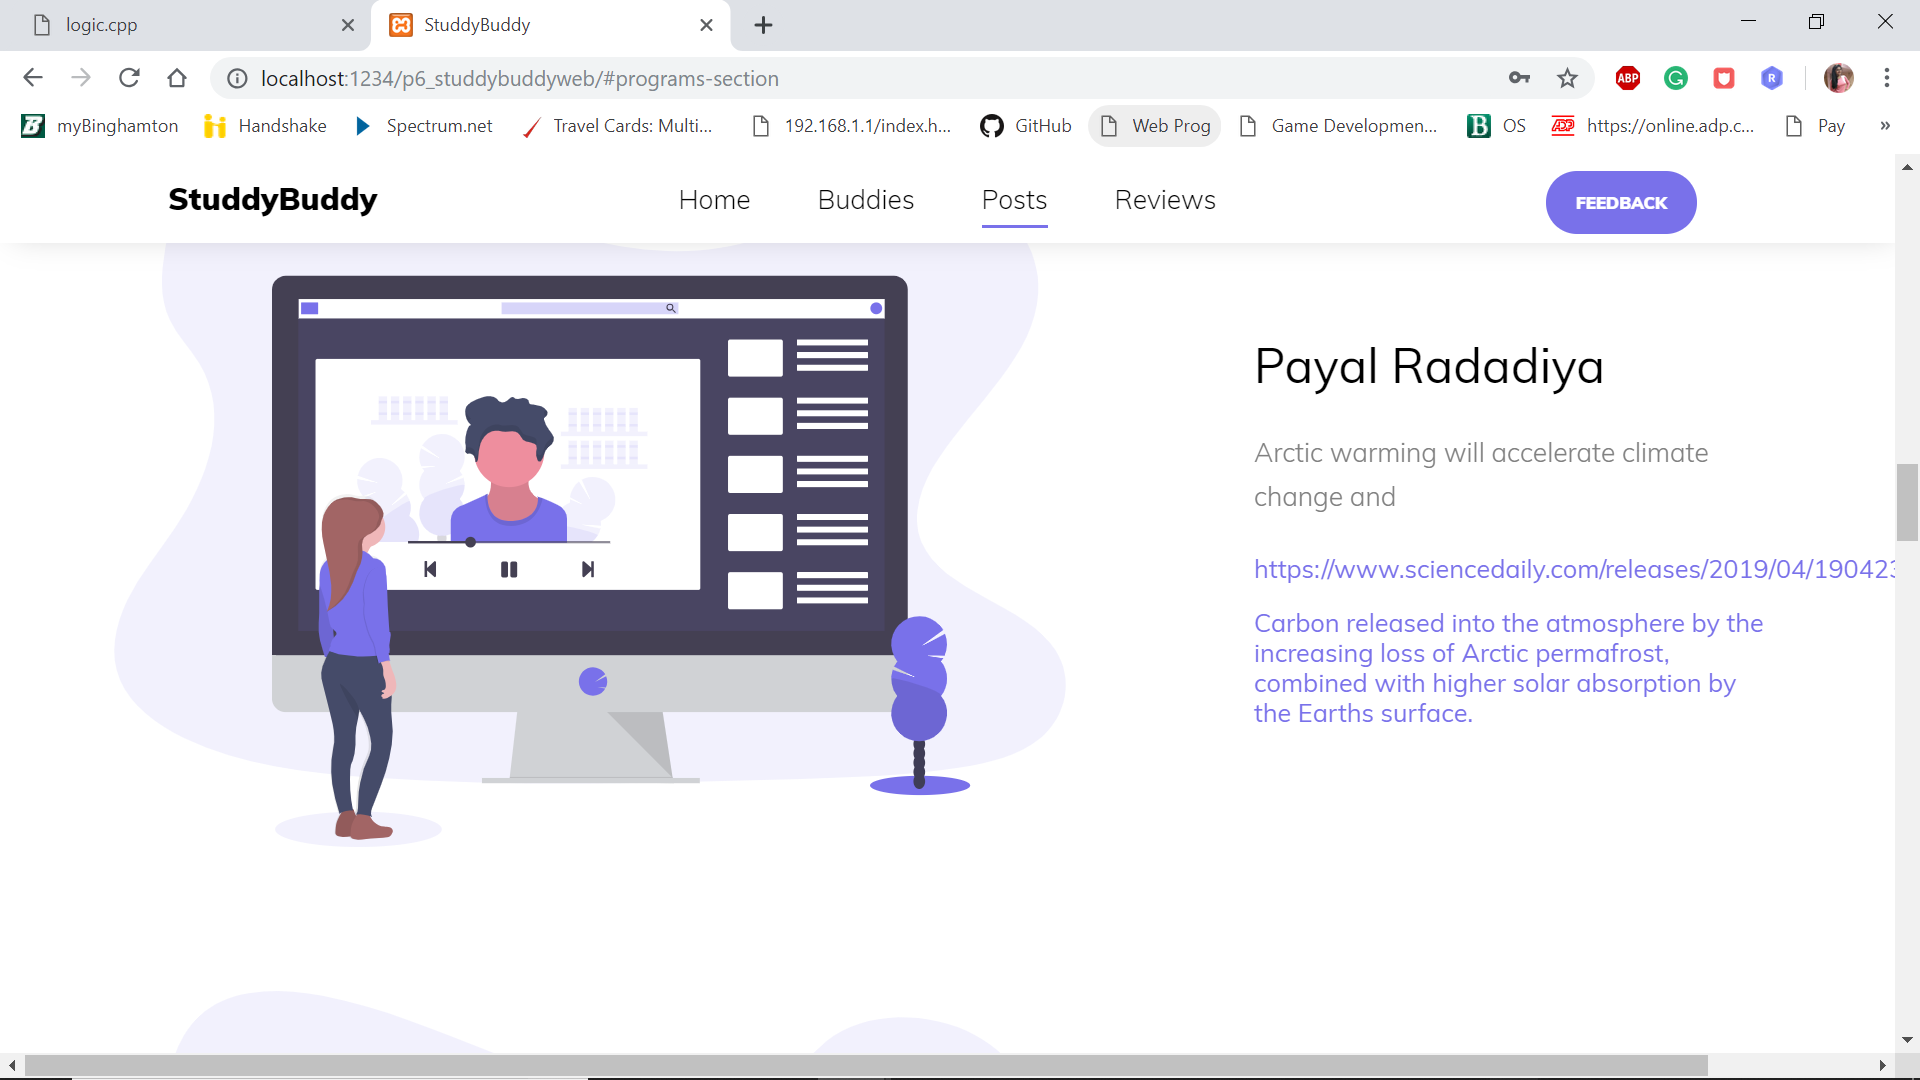 logic.cpp
StuddyBuddy
localhost:1234/p6_studdybuddyweb/#programs-section
ABP
R
myBinghamton
Handshake
Spectrum.net
Travel Cards: Multi...
192.168.1.1/index.h...
GitHub
Web Prog
Game Developmen...
B OS
ADP https://online.adp.c...
Pay
»
StuddyBuddy
Home
Buddies
Posts
Reviews
FEEDBACK
Payal Radadiya
Arctic warming will accelerate climate
change and
https://www.sciencedaily.com/releases/2019/04/190423
Carbon released into the atmosphere by the
increasing loss of Arctic permafrost,
combined with higher solar absorption by
the Earths surface.